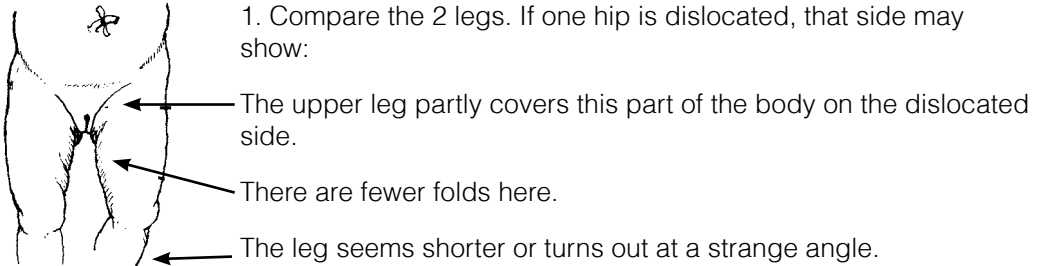 1. Compare the 2 legs. If one hip is dislocated, that side may
show:
The upper leg partly covers this part of the body on the dislocated
side.
There are fewer folds here.
The leg seems shorter or turns out at a strange angle.